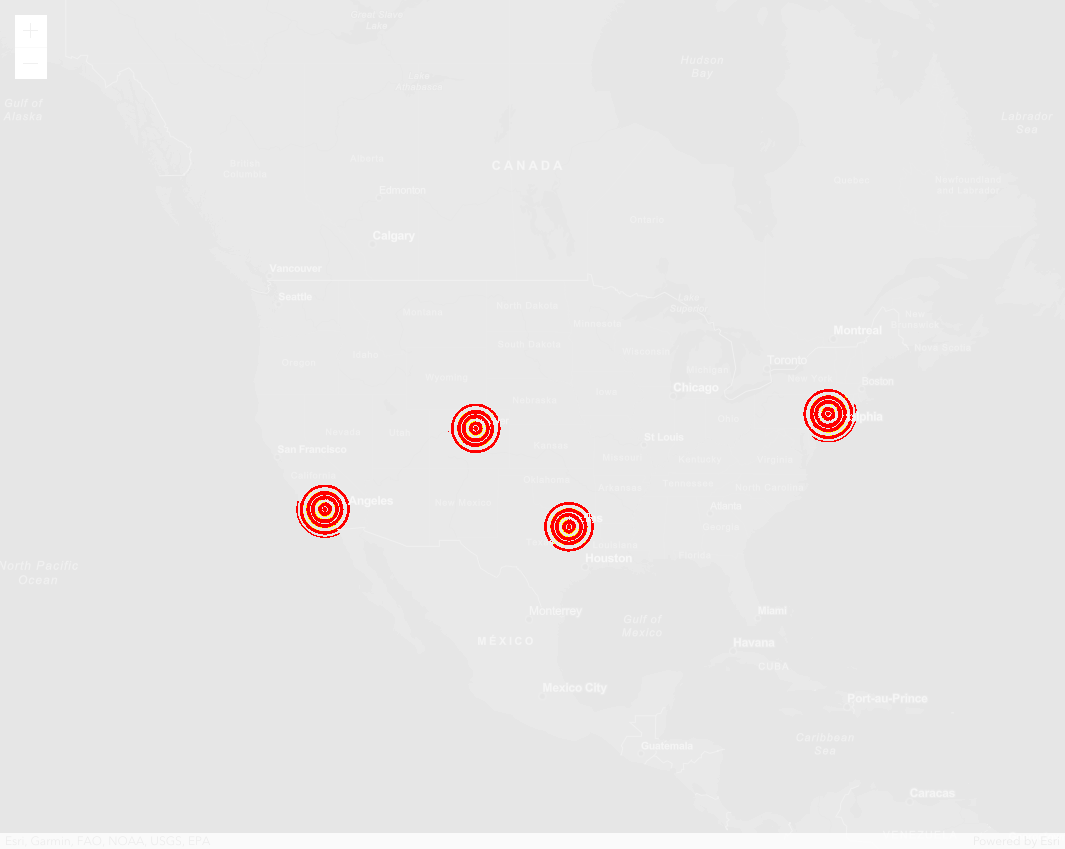 Great Bear
Lake
Hudson
Bay
Lake
Athabasca
Gulf of
Alaska
Labrador
Sea
Alberta
British
Columbia
CANADA
Edmonton
Quebec
Newfoundland
and Labrador
Ontario
Calgary
Vancouver
Seattle
Montana
North Dakota
Lake
Superior
New
Brunswick
Minnesota
Montreal
Nova Scotia
South Dakota
Oregon
Idaho
Wisconsin
Toronto
Michigan
New York
Wyoming
Chicago
Boston
Iowa
Nebraska
Ohio
St Louis
Nevada
Utah
Kansas
San Francisco
Missouri
Kentucky
Virginia
California
Oklahoma
Tennessee
Arkansas
North Carolina
Angeles
New Mexico
Atlanta
Georgia
Louisiana
Houston
Florida
North Pacific
Ocean
Monterrey
Miami
Gulf of
Mexico
MÉXICO
Havana
CUBA
Mexico City
Port-au-Prince
Caribbean
Sea
Guatemala
Caracas
Esri, Garmin, FAO, NOAA, USGS, EPA
Powered by Esri